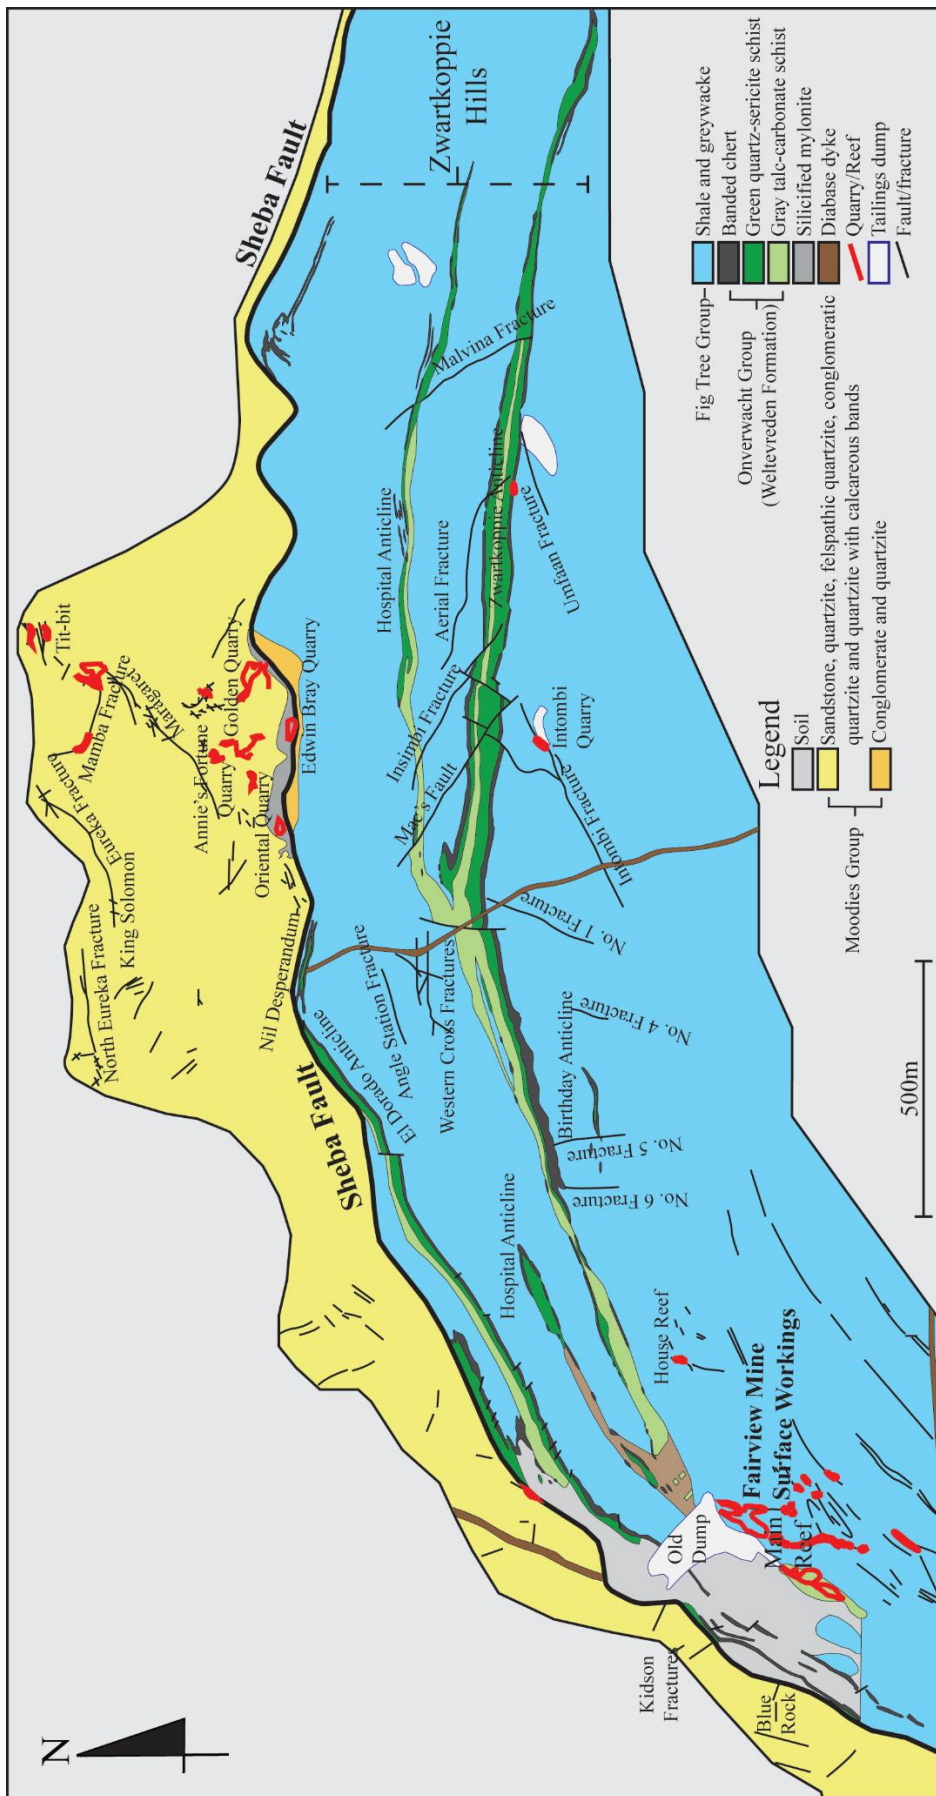 N
Sheba Fault
Zwartkoppie
Hills
Tit-bit
Mamba Fracture
Maragaret
Golden Quarry
Annie's Fortune
Quarry
Edwin Bray Quarry
Oriental Quarry
Eureka Fracture
King Solomon
North Eureka Fracture
Nil Desperandum
Sheba Fault
El Dorado Anticline
Angle Station Fracture
Western Cross Fractures
Hospital Anticline
Malvina Fracture
Aerial Fracture
Insimbi Fracture
Mac's Fault
Zwartkoppie Anticline
Umfaan Fracture
Intombi
Quarry
Intombi Fracture
No. 1 Fracture
No. 4 Fracture
Birthday Anticline
No. 5 Fracture
No. 6 Fracture
Hospital Anticline
House Reef
Fairview Mine
Surface Workings
Main
Reef
Old
Dump
Kidson
Fractures
Blue
Rock
500m
Legend
Soil
Sandstone, quartzite, felspathic quartzite, conglomeratic
quartzite and quartzite with calcareous bands
Conglomerate and quartzite
Moodies Group
Fig Tree Group
Shale and greywacke
Onverwacht Group
(Weltevreden Formation)
Banded chert
Green quartz-sericite schist
Gray talc-carbonate schist
Silicified mylonite
Diabase dyke
Quarry/Reef
Tailings dump
Fault/fracture